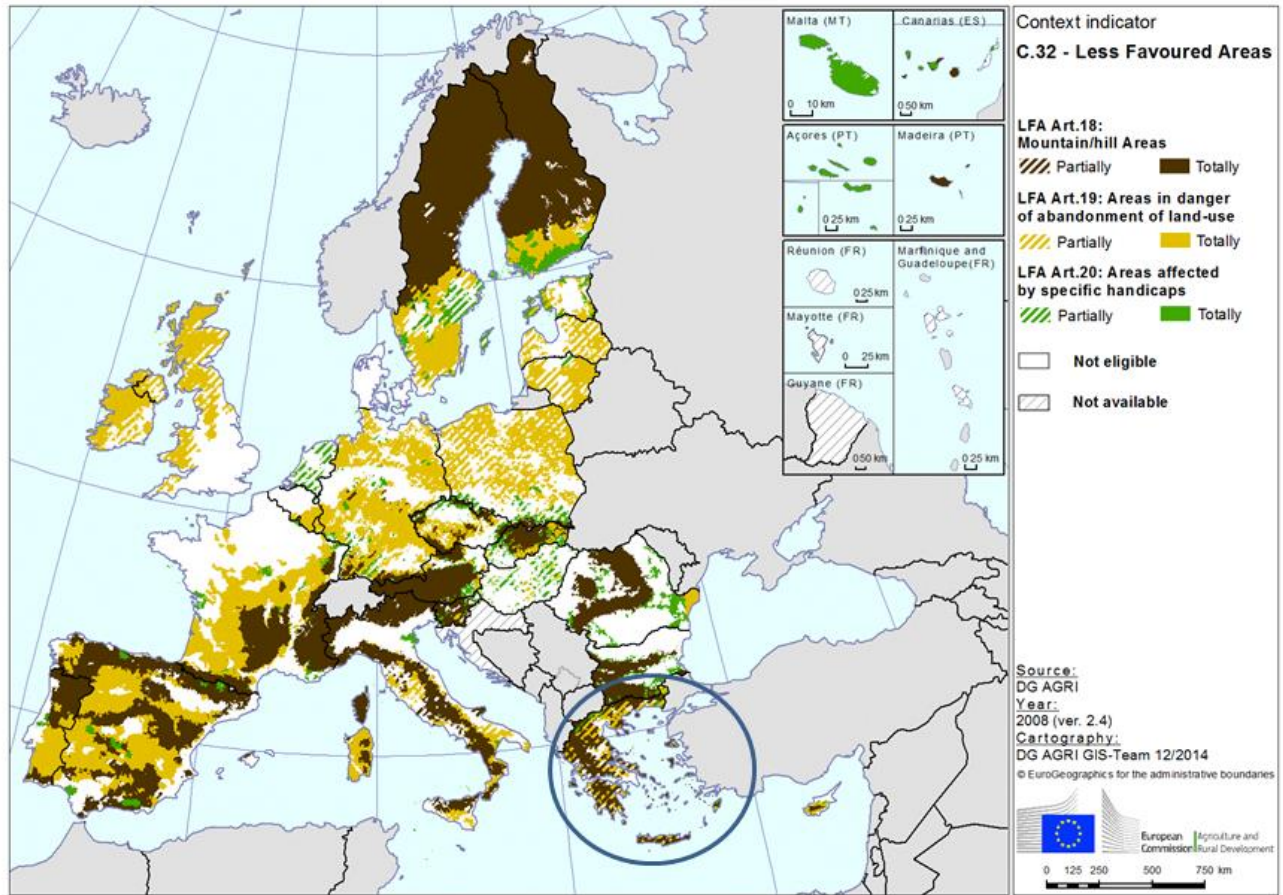 Malta (MT)
0 10 km
Canarias (ES)
0 50 km
Açores (PT)
0 25 km
Madeira (PT)
0 25 km
Réunion (FR)
0 25 km
Martinique and
Guadeloupe(FR)
Mayotte (FR)
0 25 km
Guyane (FR)
0 50 km
0 25 km
Context indicator
C.32 - Less Favoured Areas
LFA Art.18:
Mountain/hill Areas
Partially Totally
LFA Art.19: Areas in danger
of abandonment of land-use
Partially Totally
LFA Art.20: Areas affected
by specific handicaps
Partially Totally
Not eligible
Not available
Source:
DG AGRI
Year:
2008 (ver. 2.4)
Cartography:
DG AGRI GIS-Team 12/2014
© EuroGeographics for the administrative boundaries
European
Commission
Agriculture and
Rural Development
0 125 250 500 750 km